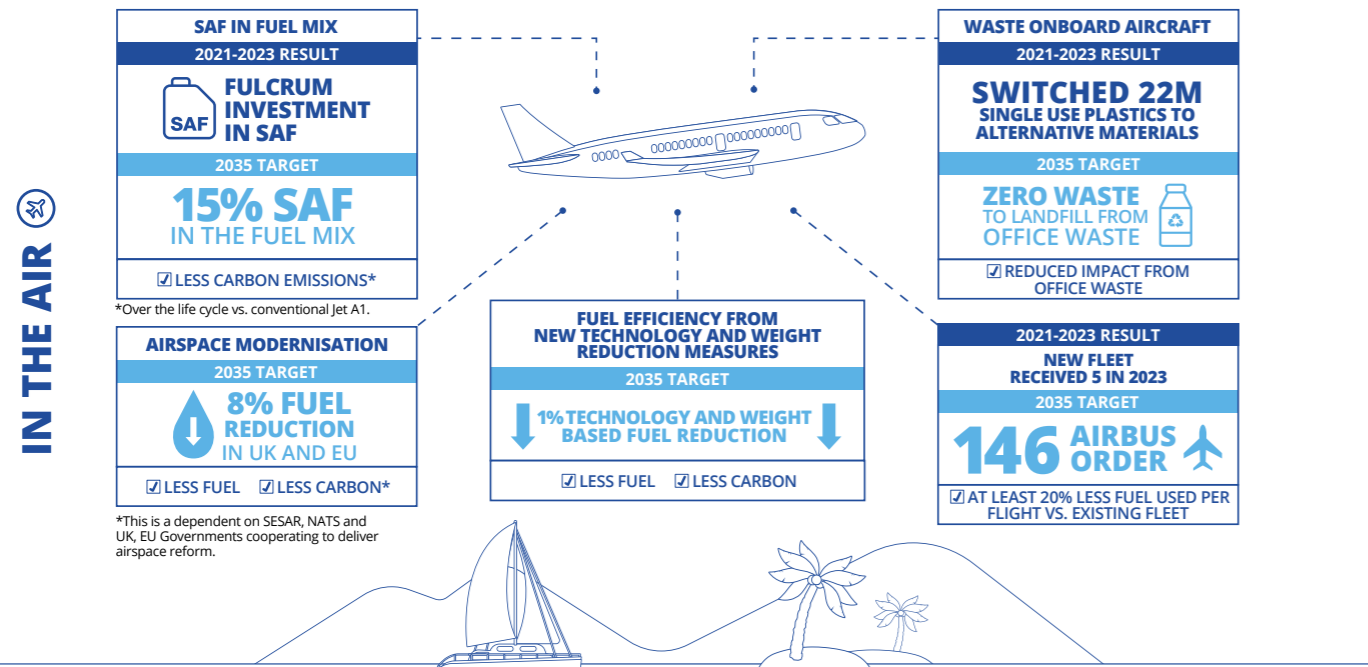 IN THE AIR
SAF IN FUEL MIX
2021-2023 RESULT
SAF
FULCRUM
INVESTMENT
IN SAF
2035 TARGET
15% SAF
IN THE FUEL MIX
LESS CARBON EMISSIONS*
*Over the life cycle vs. conventional Jet A1.
AIRSPACE MODERNISATION
2035 TARGET
8% FUEL
REDUCTION
IN UK AND EU
LESS FUEL LESS CARBON*
*This is a dependent on SESAR, NATS and
UK, EU Governments cooperating to deliver
airspace reform.
FUEL EFFICIENCY FROM
NEW TECHNOLOGY AND WEIGHT
REDUCTION MEASURES
2035 TARGET
1% TECHNOLOGY AND WEIGHT
BASED FUEL REDUCTION
LESS FUEL LESS CARBON
WASTE ONBOARD AIRCRAFT
2021-2023 RESULT
SWITCHED 22M
SINGLE USE PLASTICS TO
ALTERNATIVE MATERIALS
2035 TARGET
ZERO WASTE
TO LANDFILL FROM
OFFICE WASTE
REDUCED IMPACT FROM
OFFICE WASTE
2021-2023 RESULT
NEW FLEET
RECEIVED 5 IN 2023
2035 TARGET
146 AIRBUS
ORDER
AT LEAST 20% LESS FUEL USED PER
FLIGHT VS. EXISTING FLEET